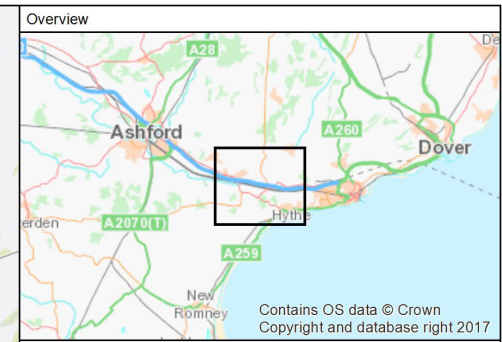 Overview
A28
De
Ashford
A260
Dover
erden
A2070(T)
Hythe
A259
New
Romney
Contains OS data © Crown
Copyright and database right 2017